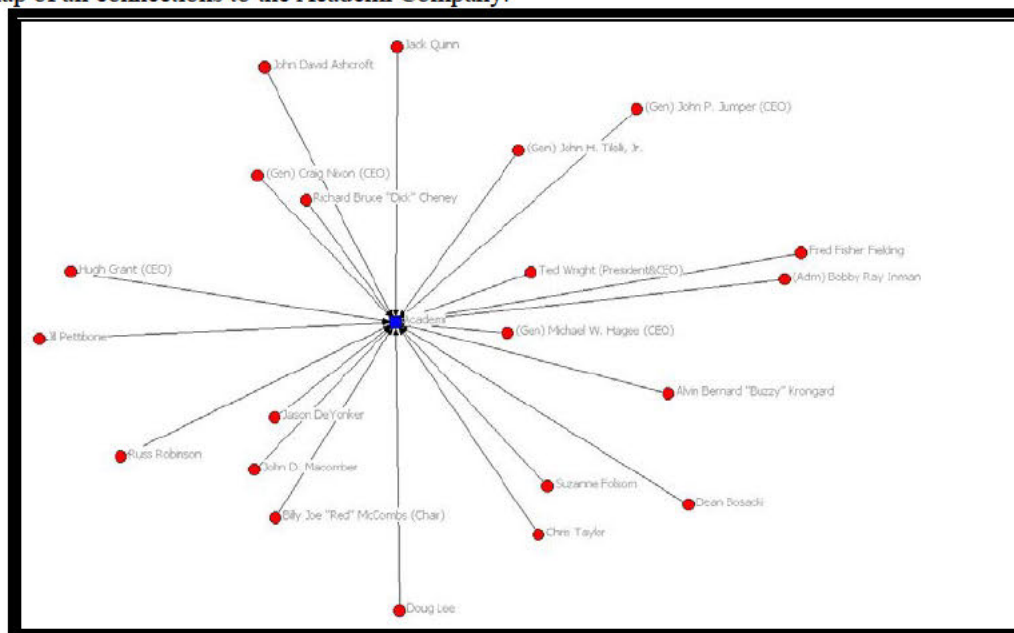 of all connections to the Academi Company.
Jack Quinn
John David Ashcroft
(Gen) John P. Jumper (CEO)
(Gen) John H. Tilelli, Jr.
(Gen) Craig Nixon (CEO)
Richard Bruce "Dick" Cheney
Fred Fisher Fielding
Hugh Grant (CEO)
Ted Wright (President&CEO)
(Adm) Bobby Ray Inman
Academi
(Gen) Michael W. Hagee (CEO)
Jill Pettibone
Alvin Bernard "Buzzy" Krongard
Jason DeYonker
Russ Robinson
John D. Macomber
Suzanne Folsom
Dean Bosacki
Billy Joe "Red" McCombs (Chair)
Chris Taylor
Doug Lee